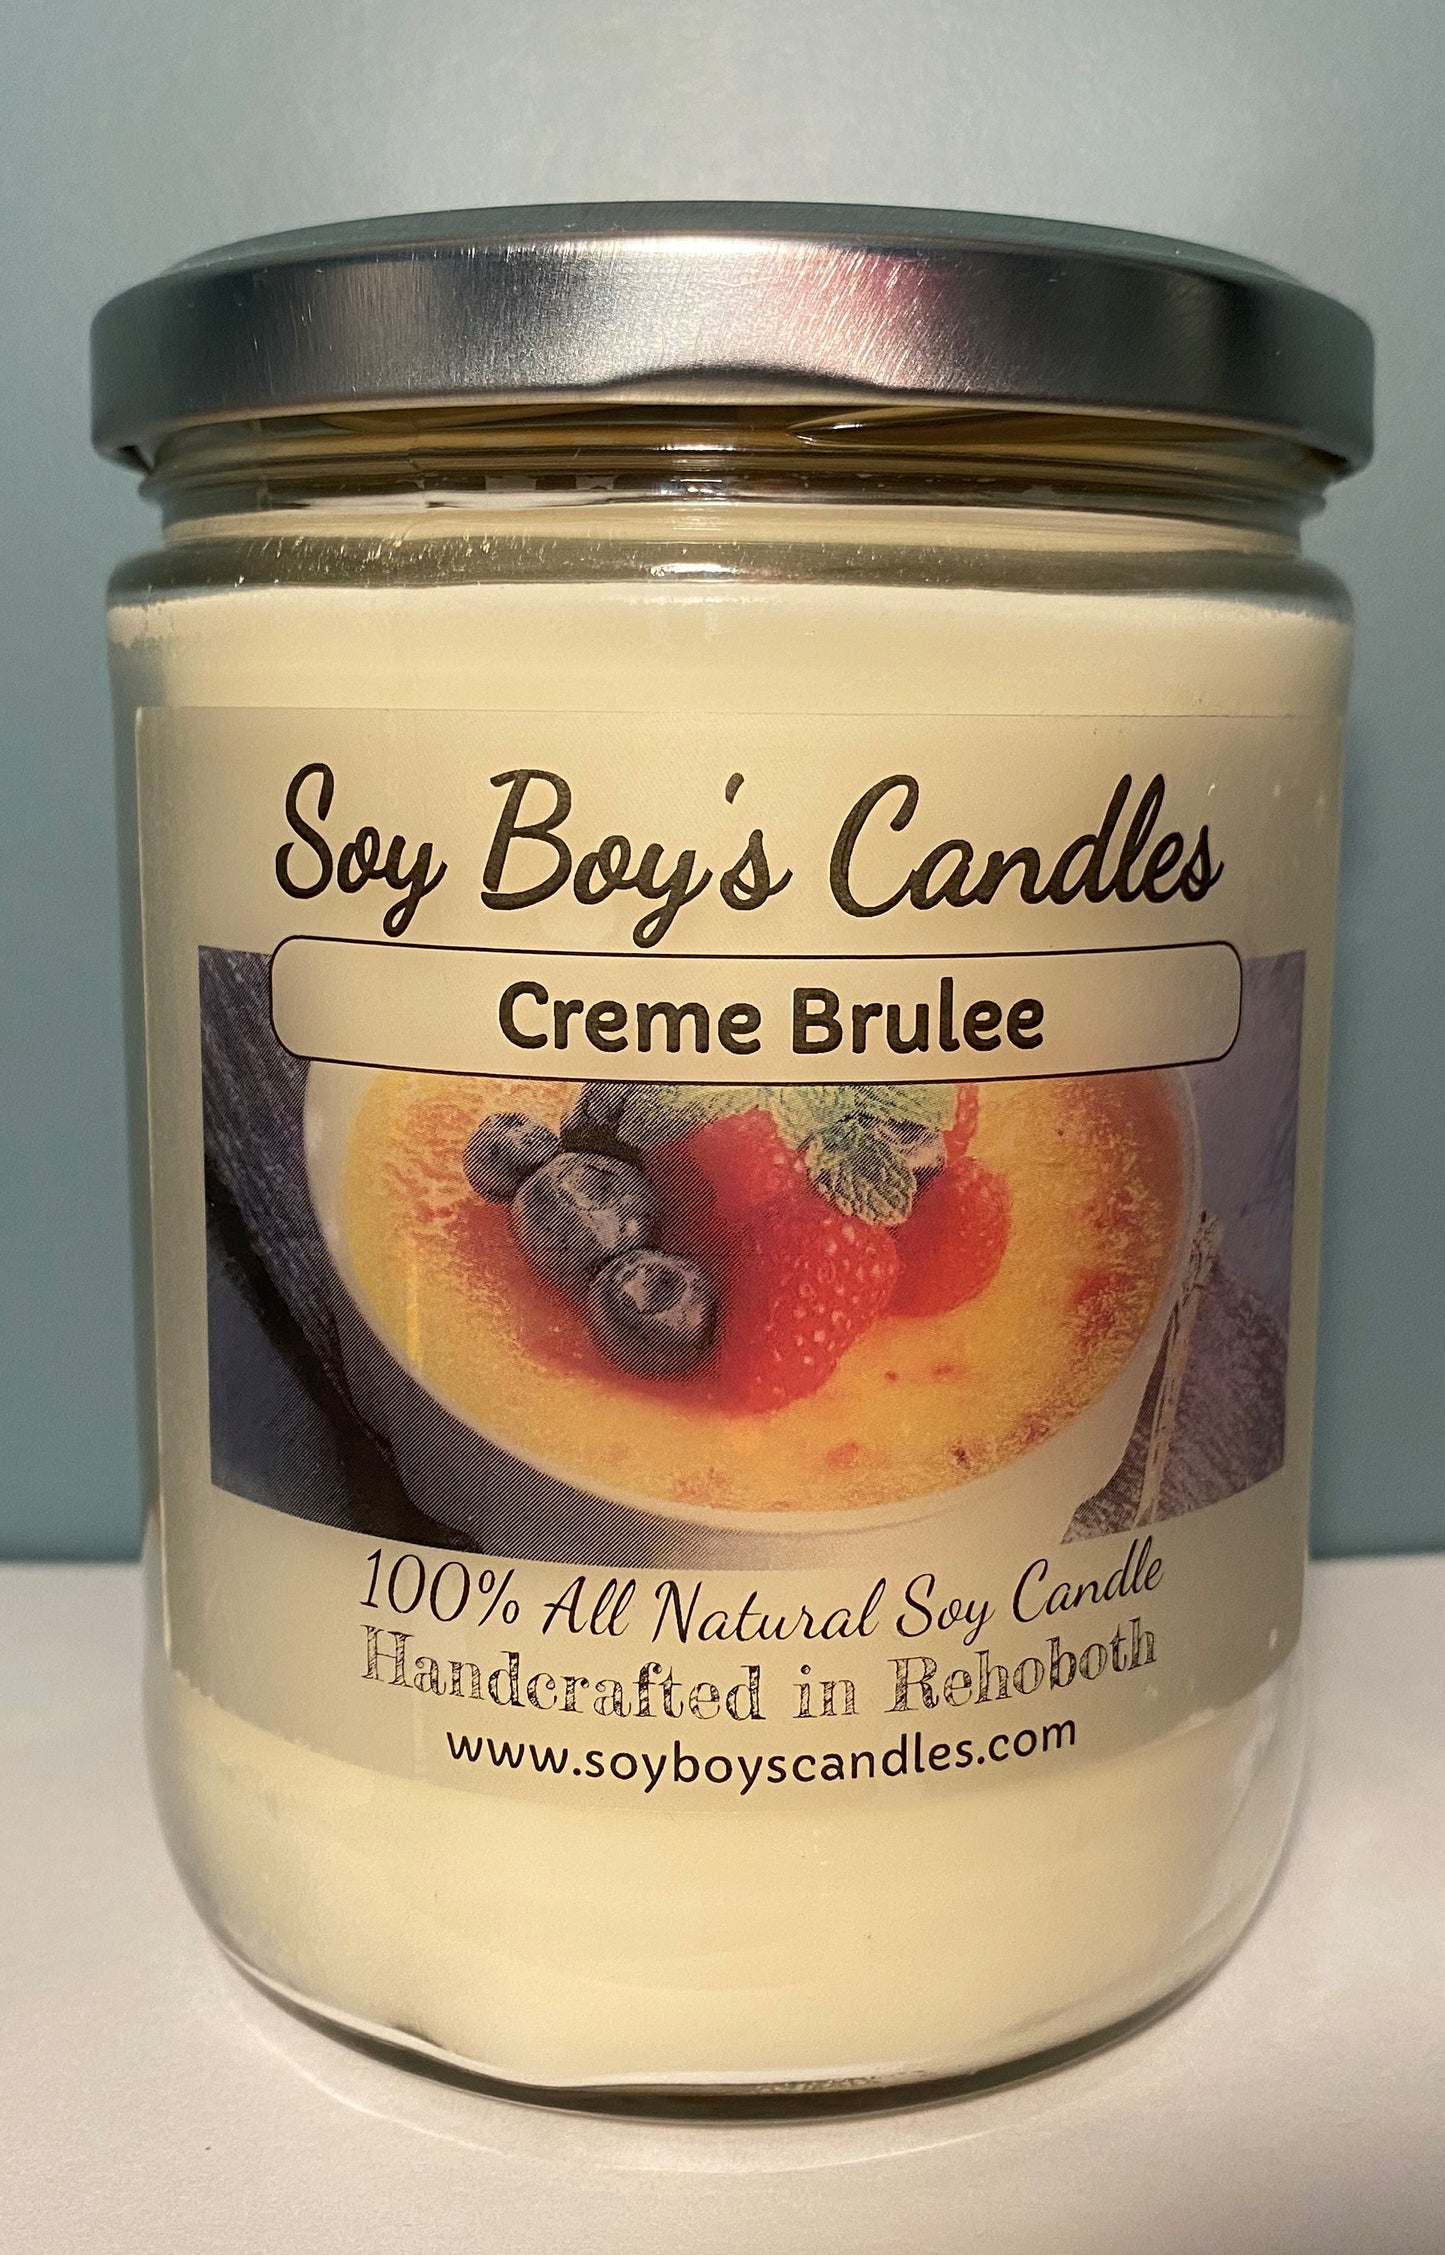 Soy Boy's Candles
Creme Brulee
100% All Natural Soy Candle
Handcrafted in Rehoboth
www.soyboyscandles.com